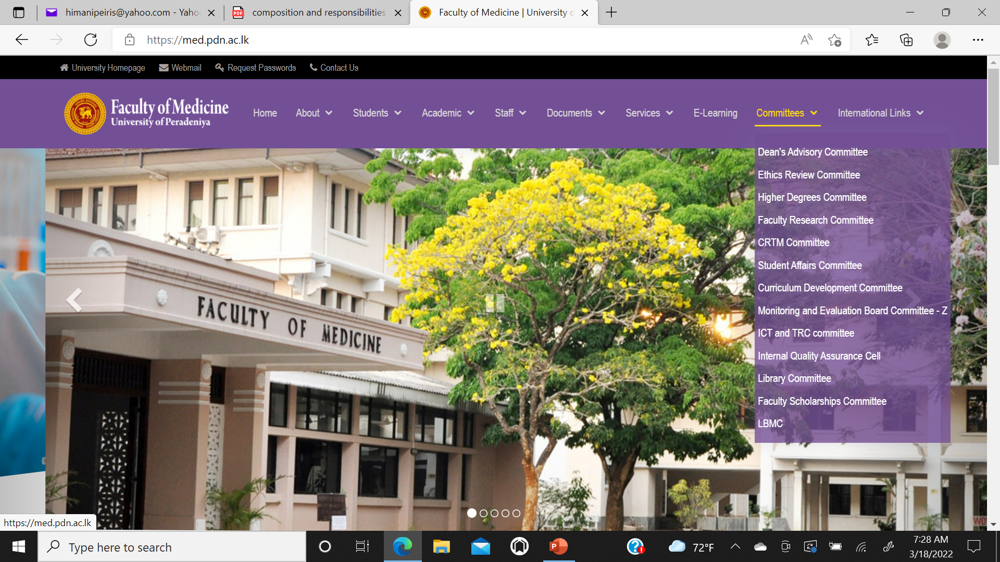 himanipeiris@yahoo.com - Yaho
composition and responsibilities
Faculty of Medicine | University o
https://med.pdn.ac.lk
University Homepage
Webmail
Request Passwords
Contact Us
Faculty of Medicine
University of Peradeniya
Home
About
Students
Academic
Staff
Documents
Services
E-Learning
Committees
International Links
Dean's Advisory Committee
Ethics Review Committee
Higher Degrees Committee
Faculty Research Committee
CRTM Committee
Student Affairs Committee
Curriculum Development Committee
Monitoring and Evaluation Board Committee - Z
ICT and TRC committee
Internal Quality Assurance Cell
Library Committee
Faculty Scholarships Committee
LBMC
FACULTY OF MEDICINE
https://med.pdn.ac.lk
Type here to search
72°F
7:28 AM
3/18/2022